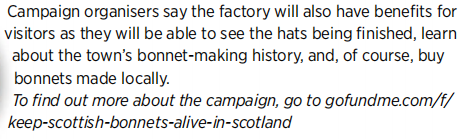 Campaign organisers say the factory will also have benefits for
visitors as they will be able to see the hats being finished, learn
about the town's bonnet-making history, and, of course, buy
bonnets made locally.
To find out more about the campaign, go to gofundme.com/f/
keep-scottish-bonnets-alive-in-scotland